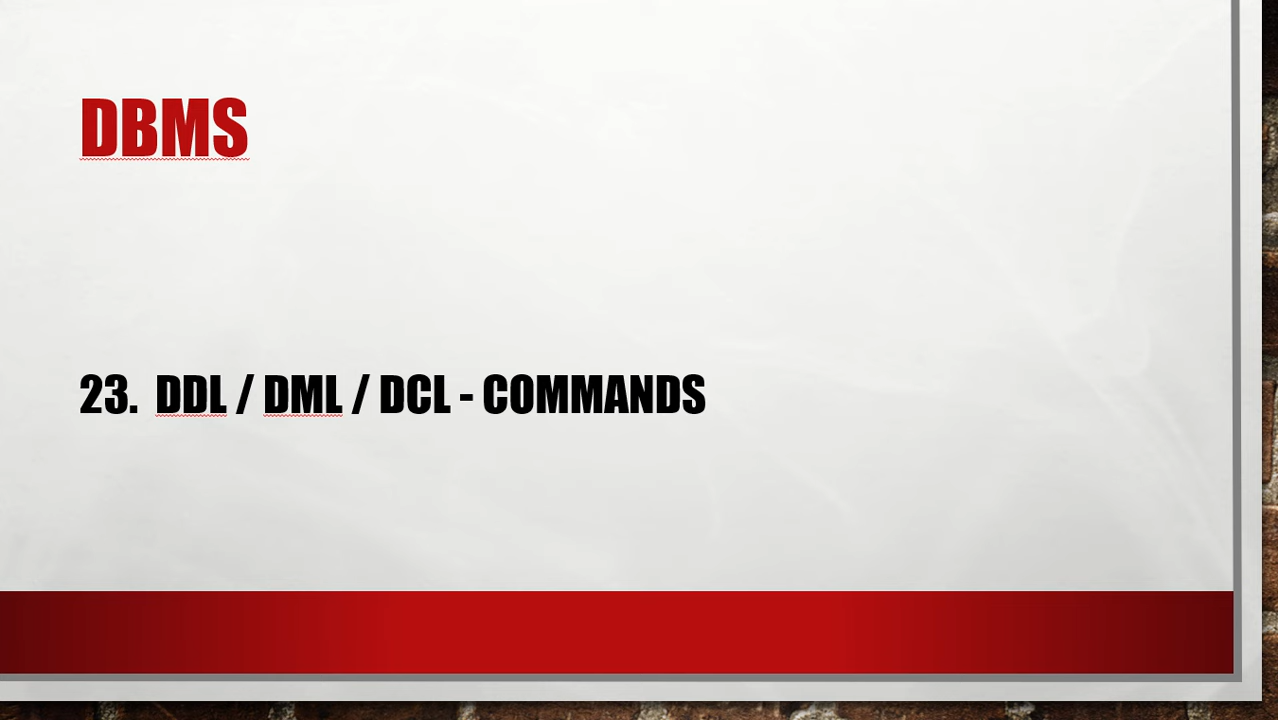 DBMS
23. DDL / DML / DCL - COMMANDS